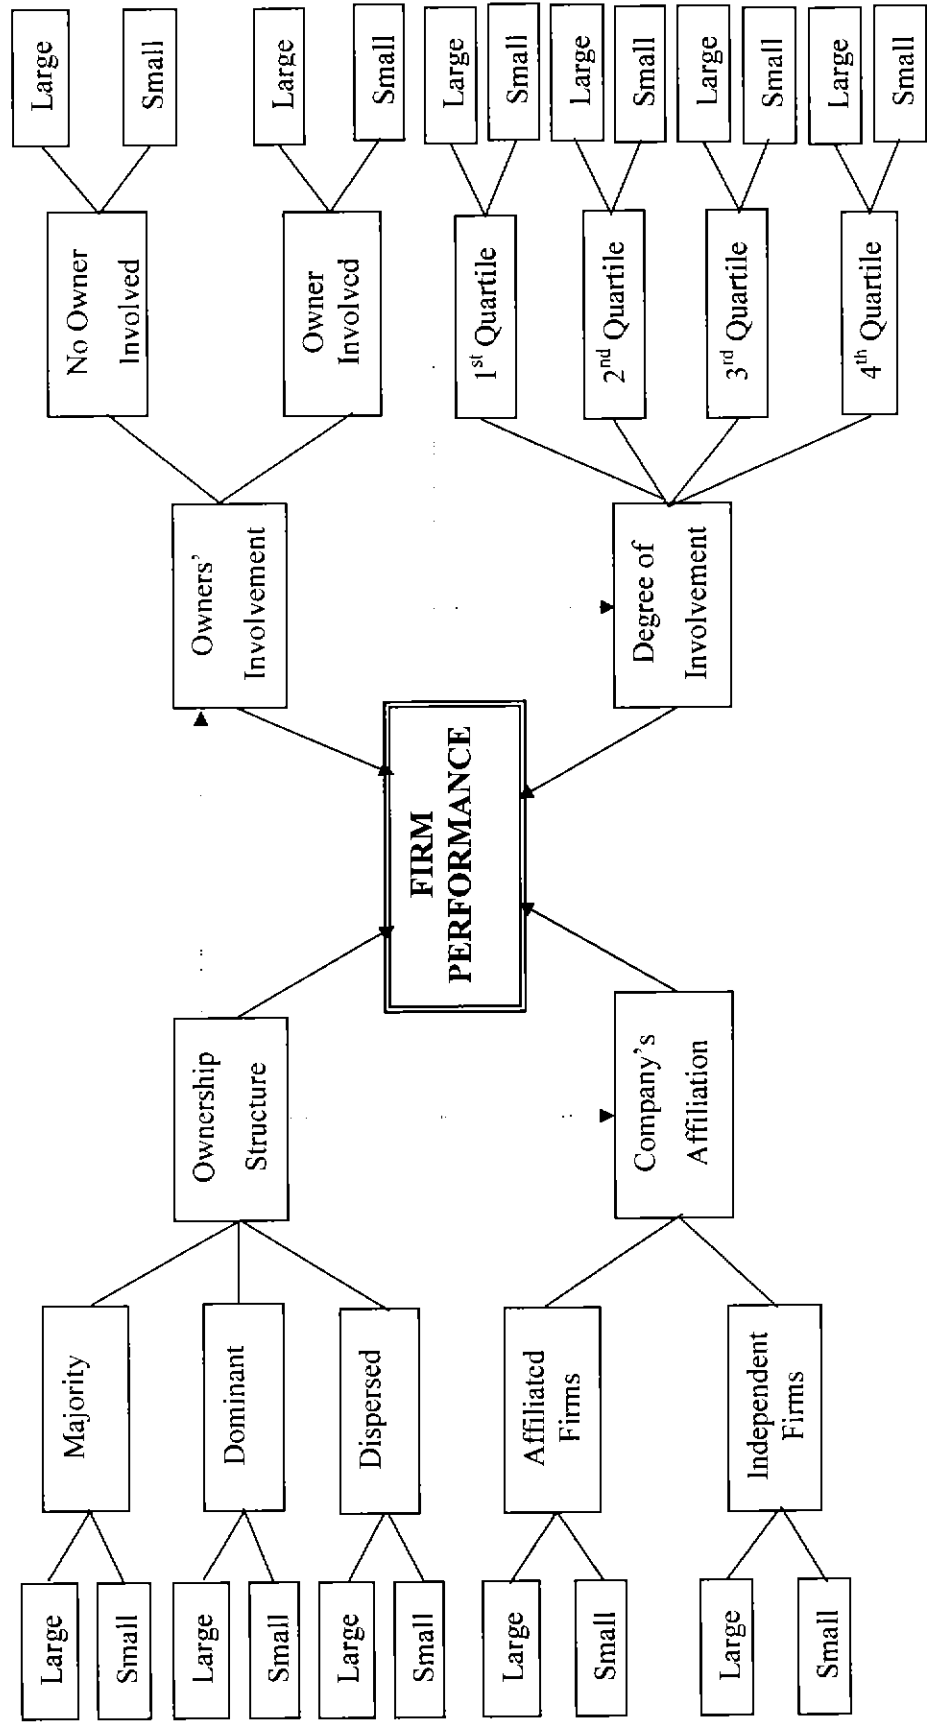 Large
Small
Large
Small
Large
Small
Large
Small
Large
Small
Majority
Dominant
Dispersed
Affiliated
Firms
Independent
Firms
Ownership
Structure
Company's
Affiliation
FIRM
PERFORMANCE
Owners'
Involvement
Degree of
Involvement
No Owner
Involved
Owner
Involved
1st Quartile
2nd Quartile
3rd Quartile
4th Quartile
Large
Small
Large
Small
Large
Small
Large
Small
Large
Small
Large
Small